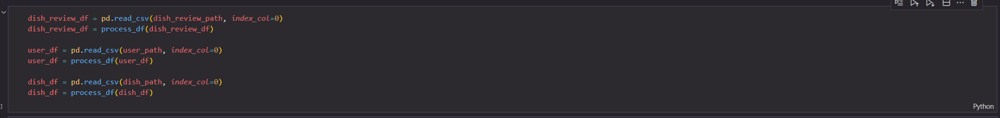 dish_review_df = pd.read_csv(dish_review_path, index_col=0)
dish_review_df = process_df(dish_review_df)
user_df = pd.read_csv(user_path, index_col=0)
user_df = process_df(user_df)
dish_df = pd.read_csv(dish_path, index_col=0)
dish_df = process_df(dish_df)
]
Python